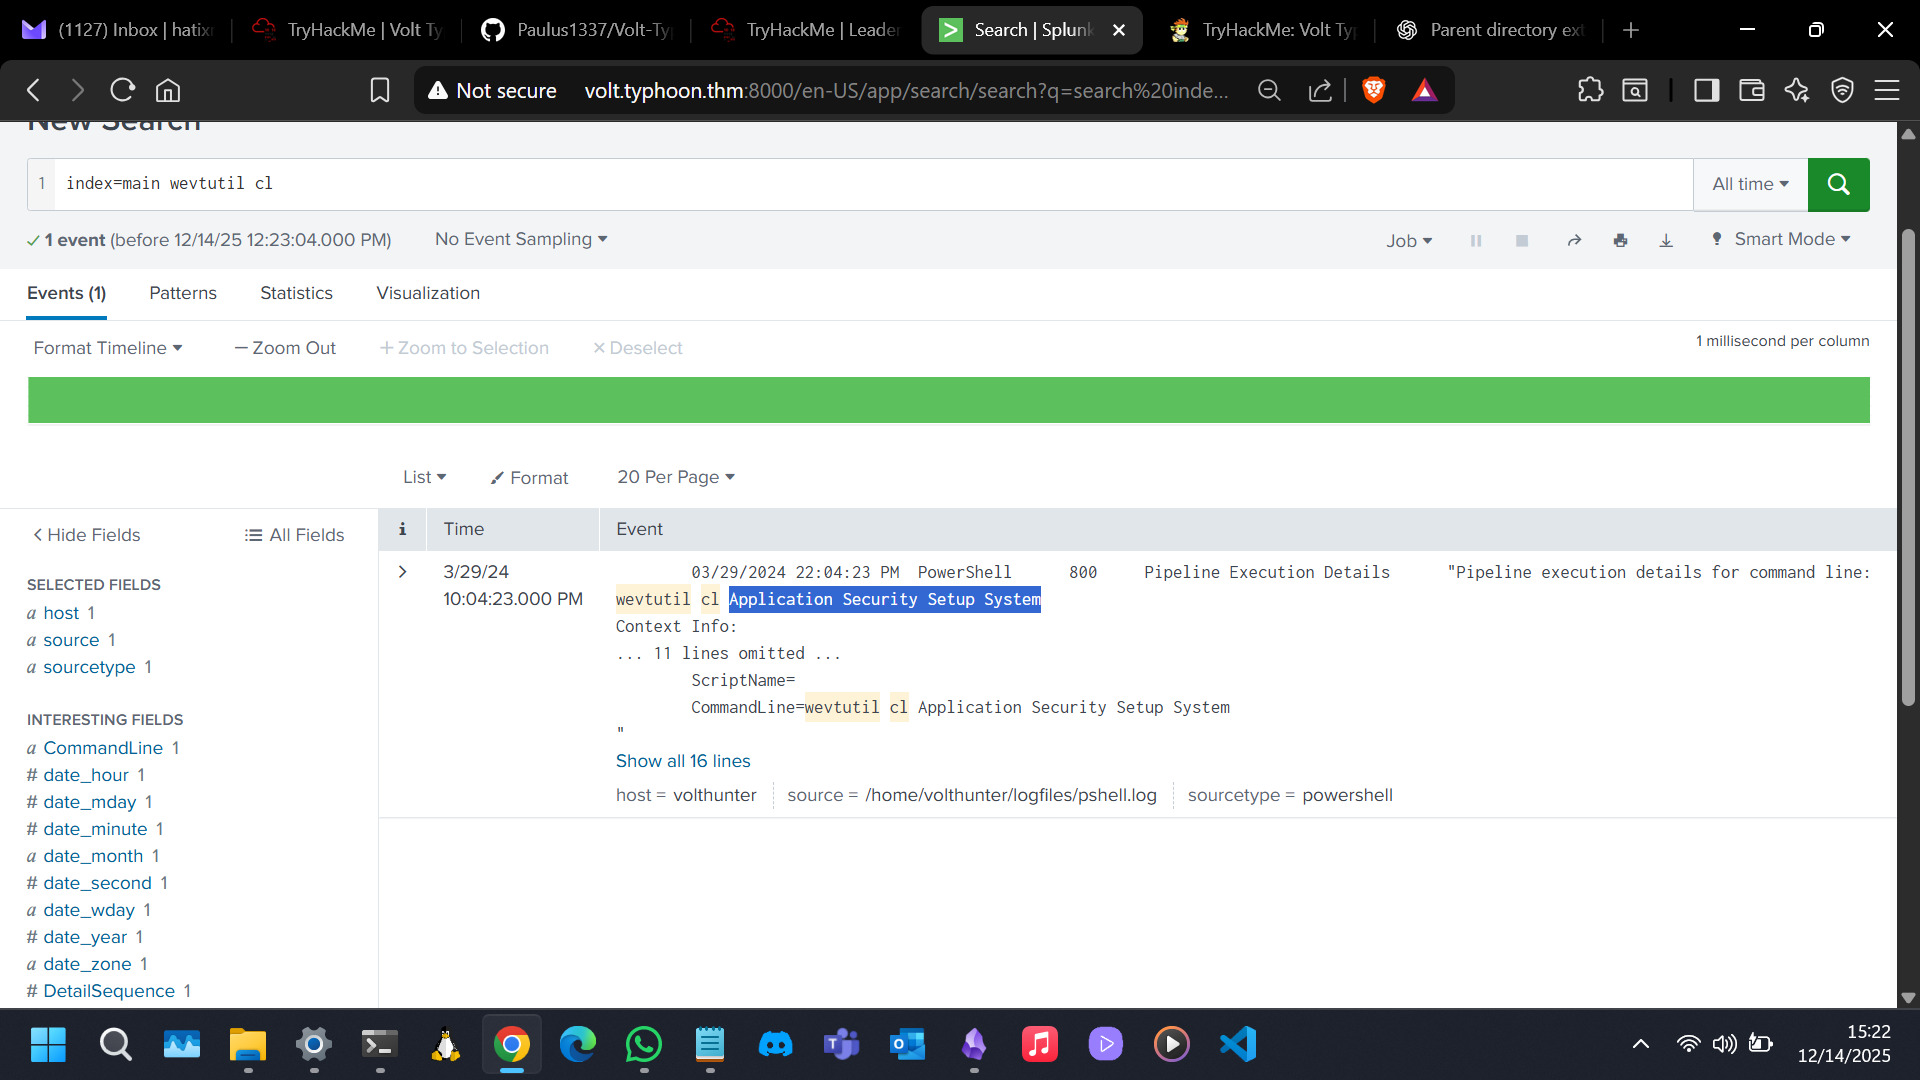 (1127) Inbox | hatix
TryHackMe | Volt Ty
Paulus1337/Volt-Ty
TryHackMe | Leader
Search | Splunk
TryHackMe: Volt Ty
Parent directory ext
Not secure
volt.typhoon.thm:8000/en-US/app/search/search?q=search%20inde...
New Search
1 index=main wevtutil cl
All time
1 event (before 12/14/25 12:23:04.000 PM)
No Event Sampling
Job
Smart Mode
Events (1)
Patterns
Statistics
Visualization
Format Timeline
Zoom Out
Zoom to Selection
Deselect
1 millisecond per column
List
Format
20 Per Page
Hide Fields
All Fields
SELECTED FIELDS
a host 1
a source 1
a sourcetype 1
INTERESTING FIELDS
a CommandLine 1
# date_hour 1
# date_mday 1
# date_minute 1
a date_month 1
# date_second 1
a date_wday 1
# date_year 1
a date_zone 1
# DetailSequence 1
i
Time
Event
3/29/24
10:04:23.000 PM
03/29/2024 22:04:23 PM PowerShell 800 Pipeline Execution Details "Pipeline execution details for command line:
wevtutil cl Application Security Setup System
Context Info:
... 11 lines omitted ...
ScriptName=
CommandLine=wevtutil cl Application Security Setup System
"
Show all 16 lines
host = volthunter
source = /home/volthunter/logfiles/pshell.log
sourcetype = powershell
15:22
12/14/2025